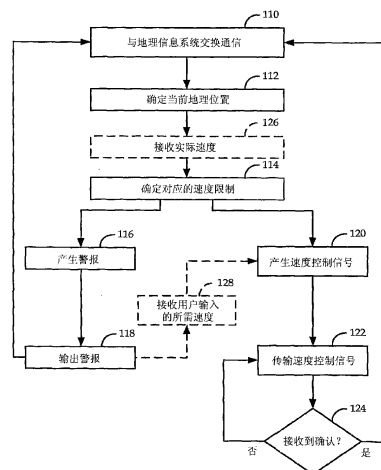 110
与地理信息系统交换通信
112
确定当前地理位置
126
接收实际速度
114
确定对应的速度限制
116
产生警报
120
产生速度控制信号
128
接收用户输入
的所需速度
118
输出警报
122
传输速度控制信号
124
接收到确认？
否
是